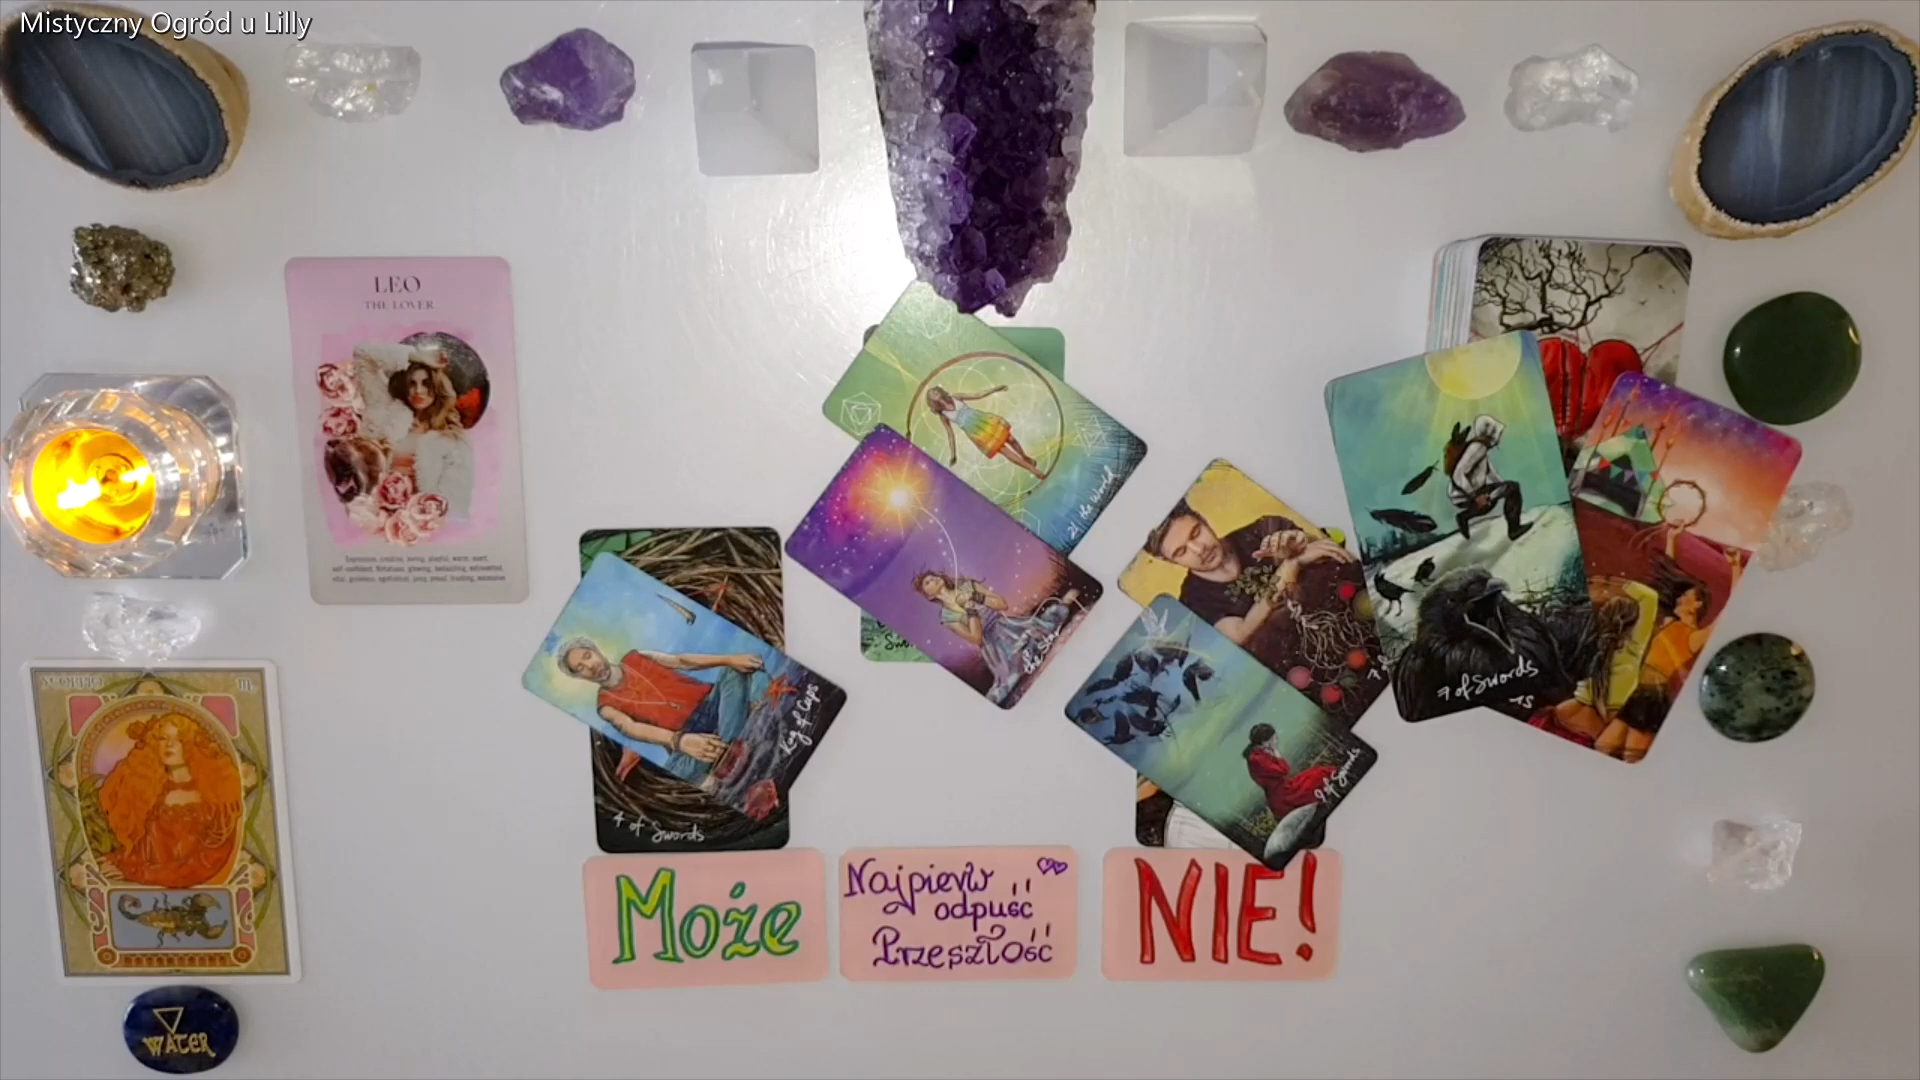 Mistyczny Ogród u Lilly
LEO
THE LOVER
21 the World
the Star
King of Cups
4 of Swords
7 of Swords
9 of Swords
SCORPIO
Może
Najpierw
odpuść
Przeszłość
NIE!
WATER